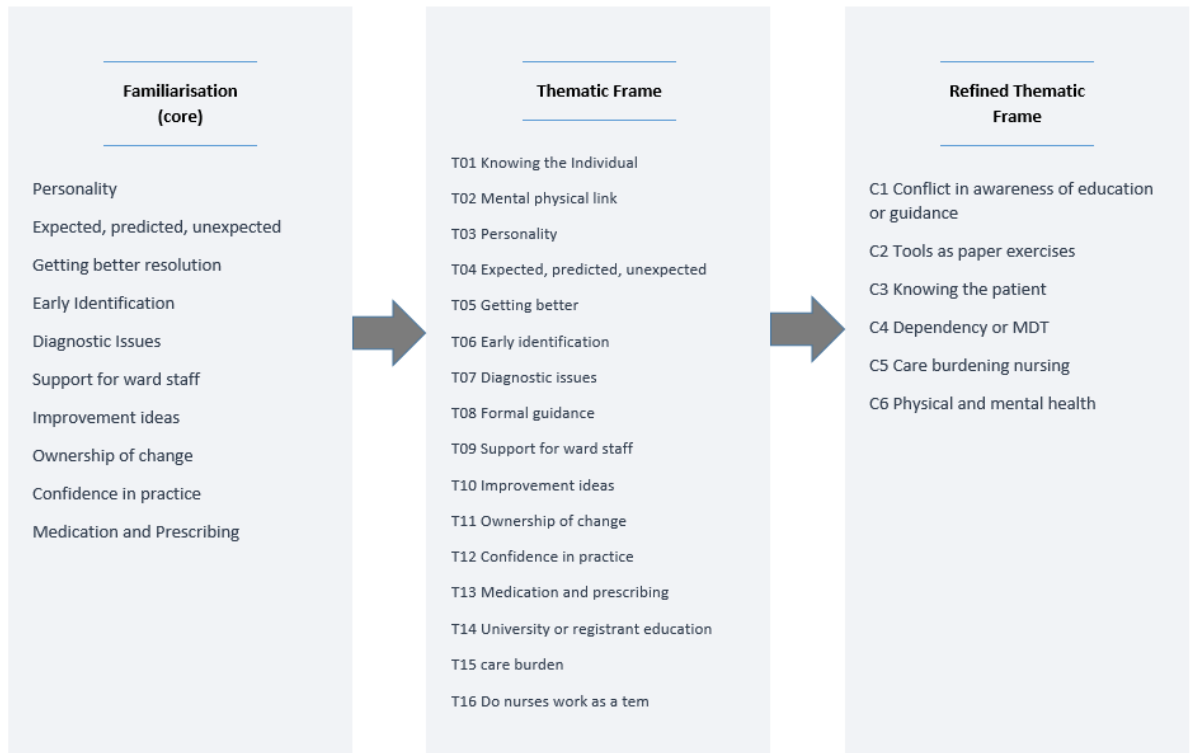 Familiarisation
(core)
Personality
Expected, predicted, unexpected
Getting better resolution
Early Identification
Diagnostic Issues
Support for ward staff
Improvement ideas
Ownership of change
Confidence in practice
Medication and Prescribing
Thematic Frame
T01 Knowing the Individual
T02 Mental physical link
T03 Personality
T04 Expected, predicted, unexpected
T05 Getting better
T06 Early identification
T07 Diagnostic issues
T08 Formal guidance
T09 Support for ward staff
T10 Improvement ideas
T11 Ownership of change
T12 Confidence in practice
T13 Medication and prescribing
T14 University or registrant education
T15 care burden
T16 Do nurses work as a tem
Refined Thematic
Frame
C1 Conflict in awareness of education
or guidance
C2 Tools as paper exercises
C3 Knowing the patient
C4 Dependency or MDT
C5 Care burdening nursing
C6 Physical and mental health